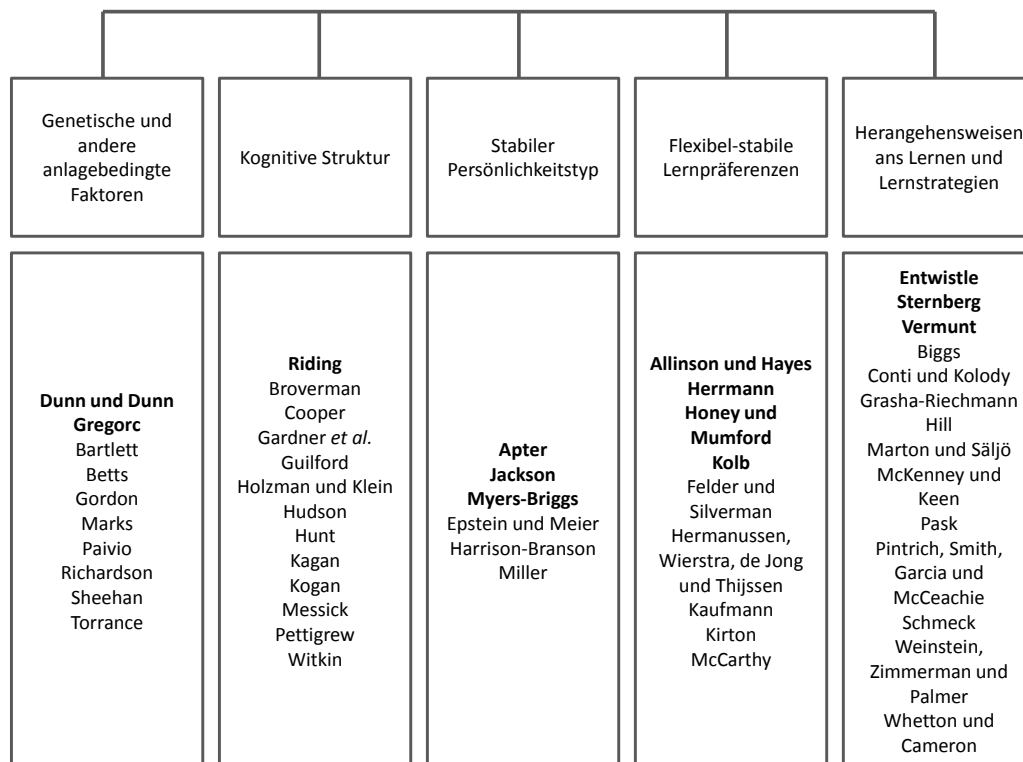 Genetische und
andere
anlagebedingte
Faktoren
Kognitive Struktur
Stabiler
Persönlichkeitstyp
Flexibel-stabile
Lernpräferenzen
Herangehensweisen
ans Lernen und
Lernstrategien
Dunn und Dunn
Gregorc
Bartlett
Betts
Gordon
Marks
Paivio
Richardson
Sheehan
Torrance
Riding
Broverman
Cooper
Gardner et al.
Guilford
Holzman und Klein
Hudson
Hunt
Kagan
Kogan
Messick
Pettigrew
Witkin
Apter
Jackson
Myers-Briggs
Epstein und Meier
Harrison-Branson
Miller
Allinson und Hayes
Herrmann
Honey und
Mumford
Kolb
Felder und
Silverman
Hermanussen,
Wierstra, de Jong
und Thijssen
Kaufmann
Kirton
McCarthy
Entwistle
Sternberg
Vermunt
Biggs
Conti und Kolody
Grasha-Riechmann
Hill
Marton und Säljö
McKenney und
Keen
Pask
Pintrich, Smith,
Garcia und
McCeachie
Schmeck
Weinstein,
Zimmerman und
Palmer
Whetton und
Cameron